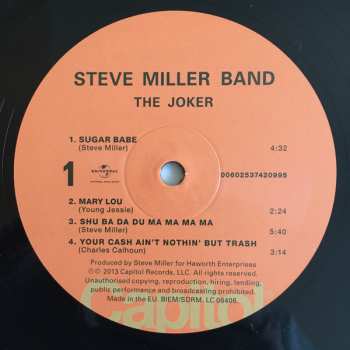 STEVE MILLER BAND
THE JOKER
1. SUGAR BABE
(Steve Miller) 4:32
1
UNIVERSAL
00602537420995
2. MARY LOU
(Young Jessie) 2:24
3. SHU BA DA DU MA MA MA MA
(Steve Miller) 5:40
4. YOUR CASH AIN'T NOTHIN' BUT TRASH
(Charles Calhoun) 3:14
Produced by Steve Miller for Haworth Enterprises
℗ © 2013 Capitol Records, LLC. All rights reserved.
Unauthorised copying, reproduction, hiring, lending,
public performance and broadcasting prohibited.
Made in the EU. BIEM/SDRM. LC 06406.
Capitol